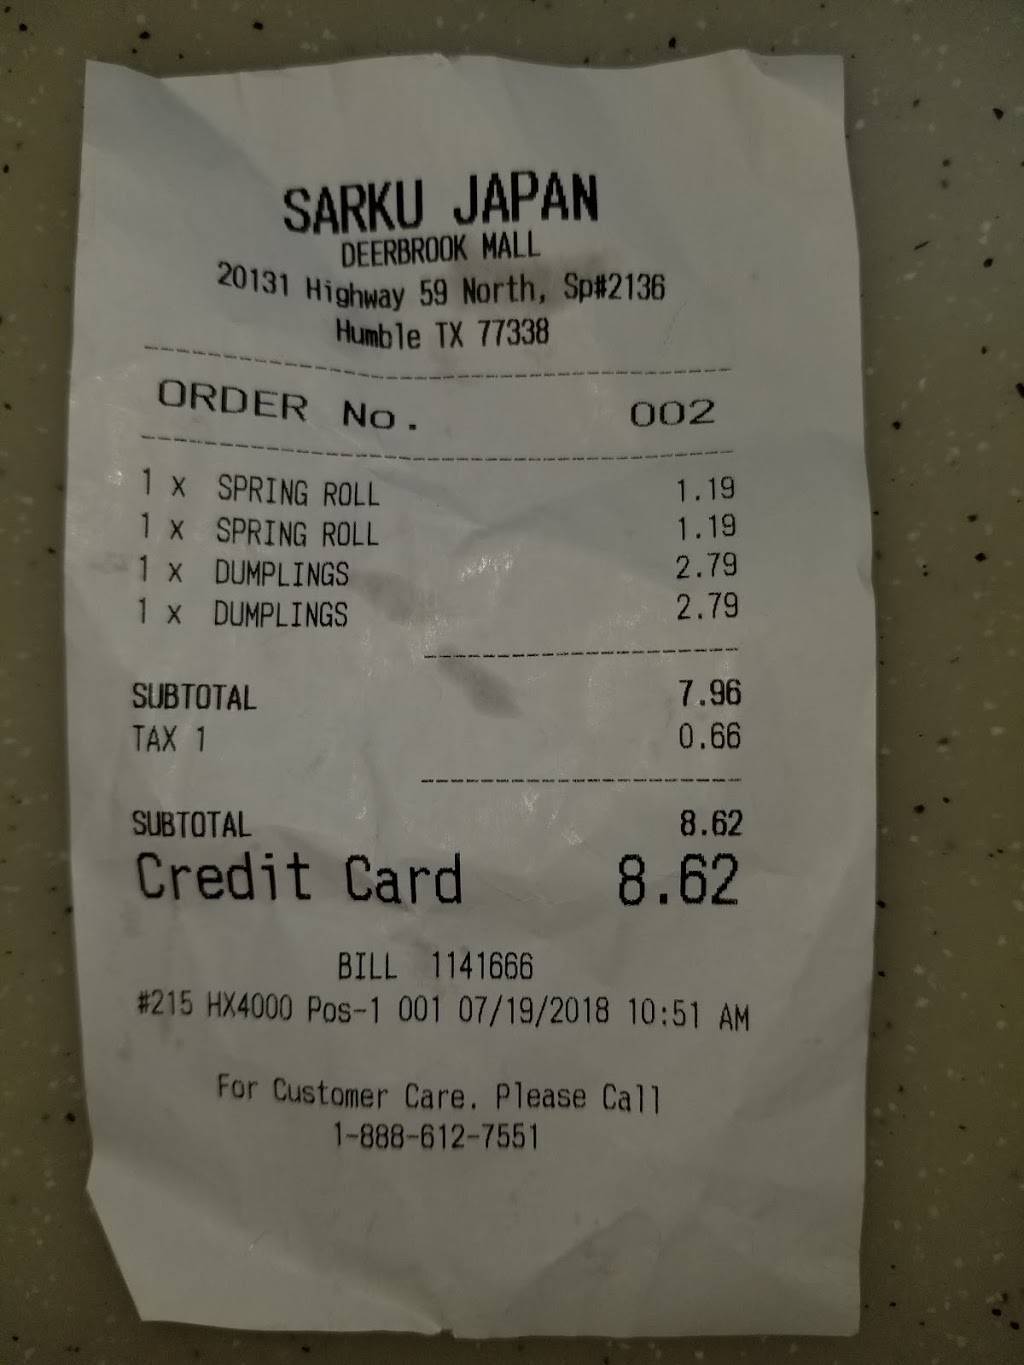 SARKU JAPAN
DEERBROOK MALL
20131 Highway 59 North, Sp#2136
Humble TX 77338
ORDER No. 002
1 x SPRING ROLL 1.19
1 x SPRING ROLL 1.19
1 x DUMPLINGS 2.79
1 x DUMPLINGS 2.79
SUBTOTAL 7.96
TAX 1 0.66
SUBTOTAL 8.62
Credit Card 8.62
BILL 1141666
#215 HX4000 Pos-1 001 07/19/2018 10:51 AM
For Customer Care. Please Call
1-888-612-7551